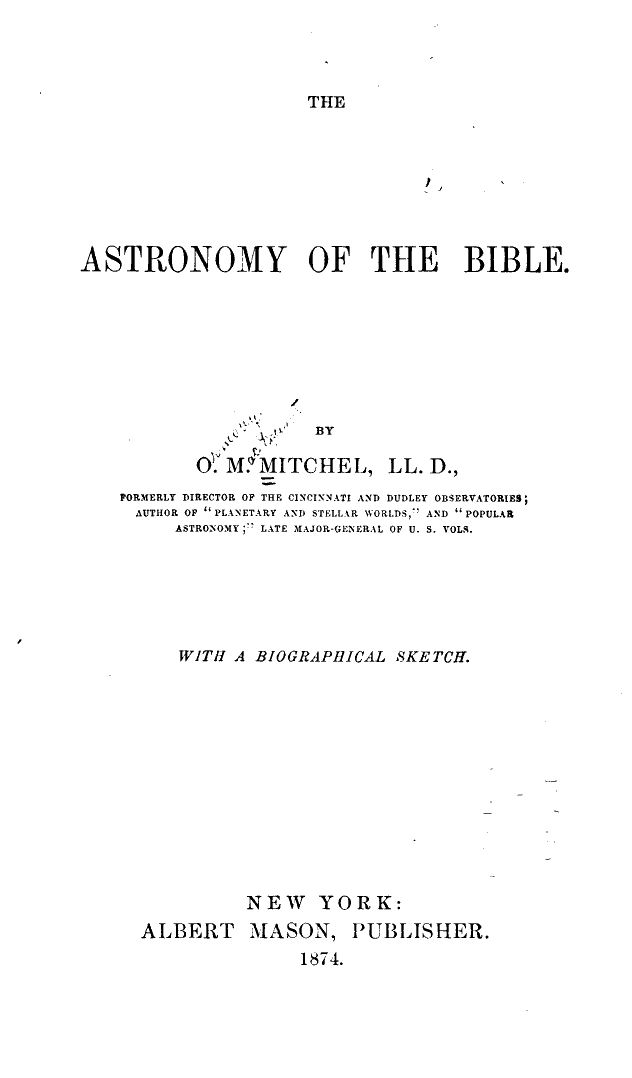 THE
ASTRONOMY OF THE BIBLE.
BY
O. M. MITCHEL, LL. D.,
FORMERLY DIRECTOR OF THE CINCINNATI AND DUDLEY OBSERVATORIES;
AUTHOR OF "PLANETARY AND STELLAR WORLDS," AND "POPULAR
ASTRONOMY;" LATE MAJOR-GENERAL OF U. S. VOLS.
WITH A BIOGRAPHICAL SKETCH.
NEW YORK:
ALBERT MASON, PUBLISHER.
1874.